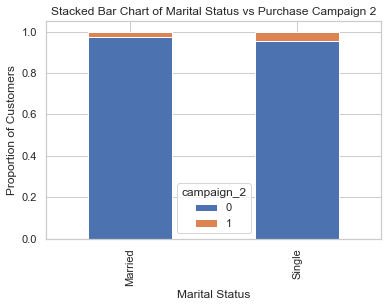 Stacked Bar Chart of Marital Status vs Purchase Campaign 2
Proportion of Customers
1.0
0.8
0.6
0.4
0.2
0.0
campaign_2
0
1
Married
Single
Marital Status